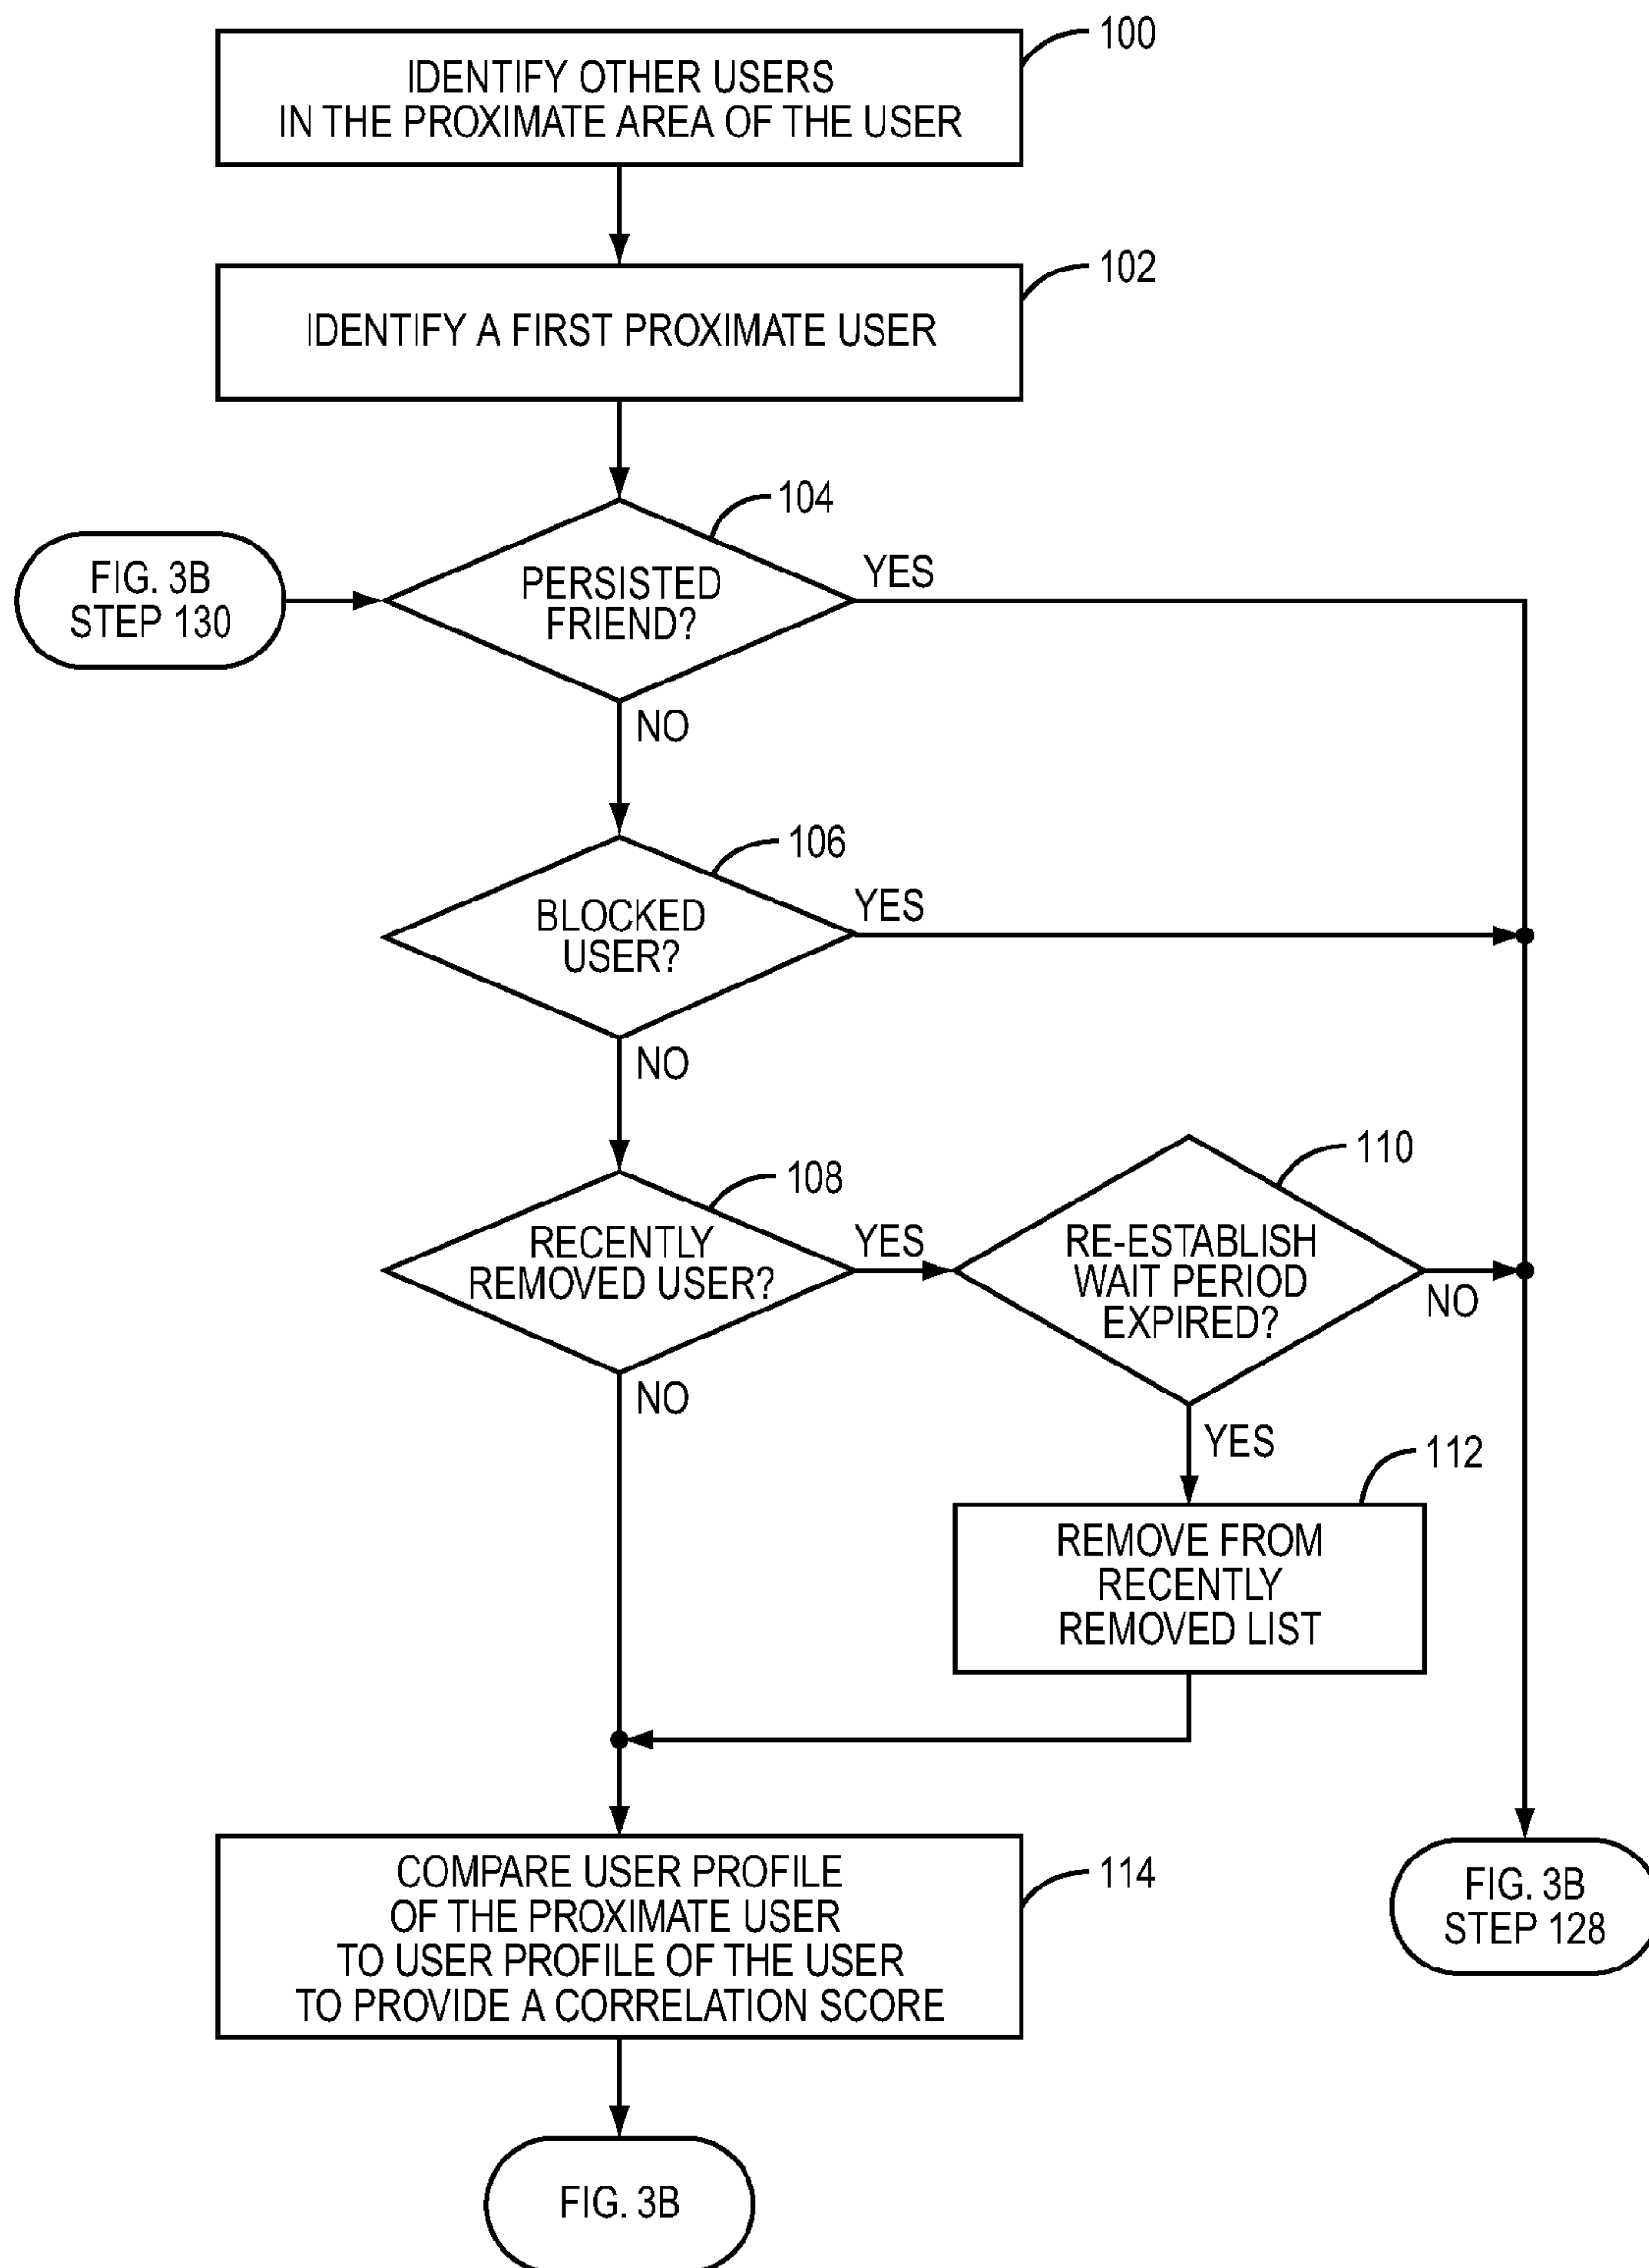 100
IDENTIFY OTHER USERS
IN THE PROXIMATE AREA OF THE USER
102
IDENTIFY A FIRST PROXIMATE USER
104
FIG. 3B
STEP 130
PERSISTED
FRIEND?
YES
NO
106
BLOCKED
USER?
YES
NO
108
RECENTLY
REMOVED USER?
YES
NO
110
RE-ESTABLISH
WAIT PERIOD
EXPIRED?
NO
YES
112
REMOVE FROM
RECENTLY
REMOVED LIST
114
COMPARE USER PROFILE
OF THE PROXIMATE USER
TO USER PROFILE OF THE USER
TO PROVIDE A CORRELATION SCORE
FIG. 3B
STEP 128
FIG. 3B